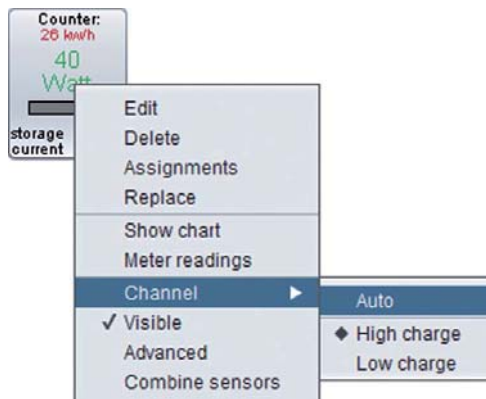 Counter:
26 kw/h
40
Watt
storage
current
Edit
Delete
Assignments
Replace
Show chart
Meter readings
Channel
Visible
Advanced
Combine sensors
Auto
High charge
Low charge